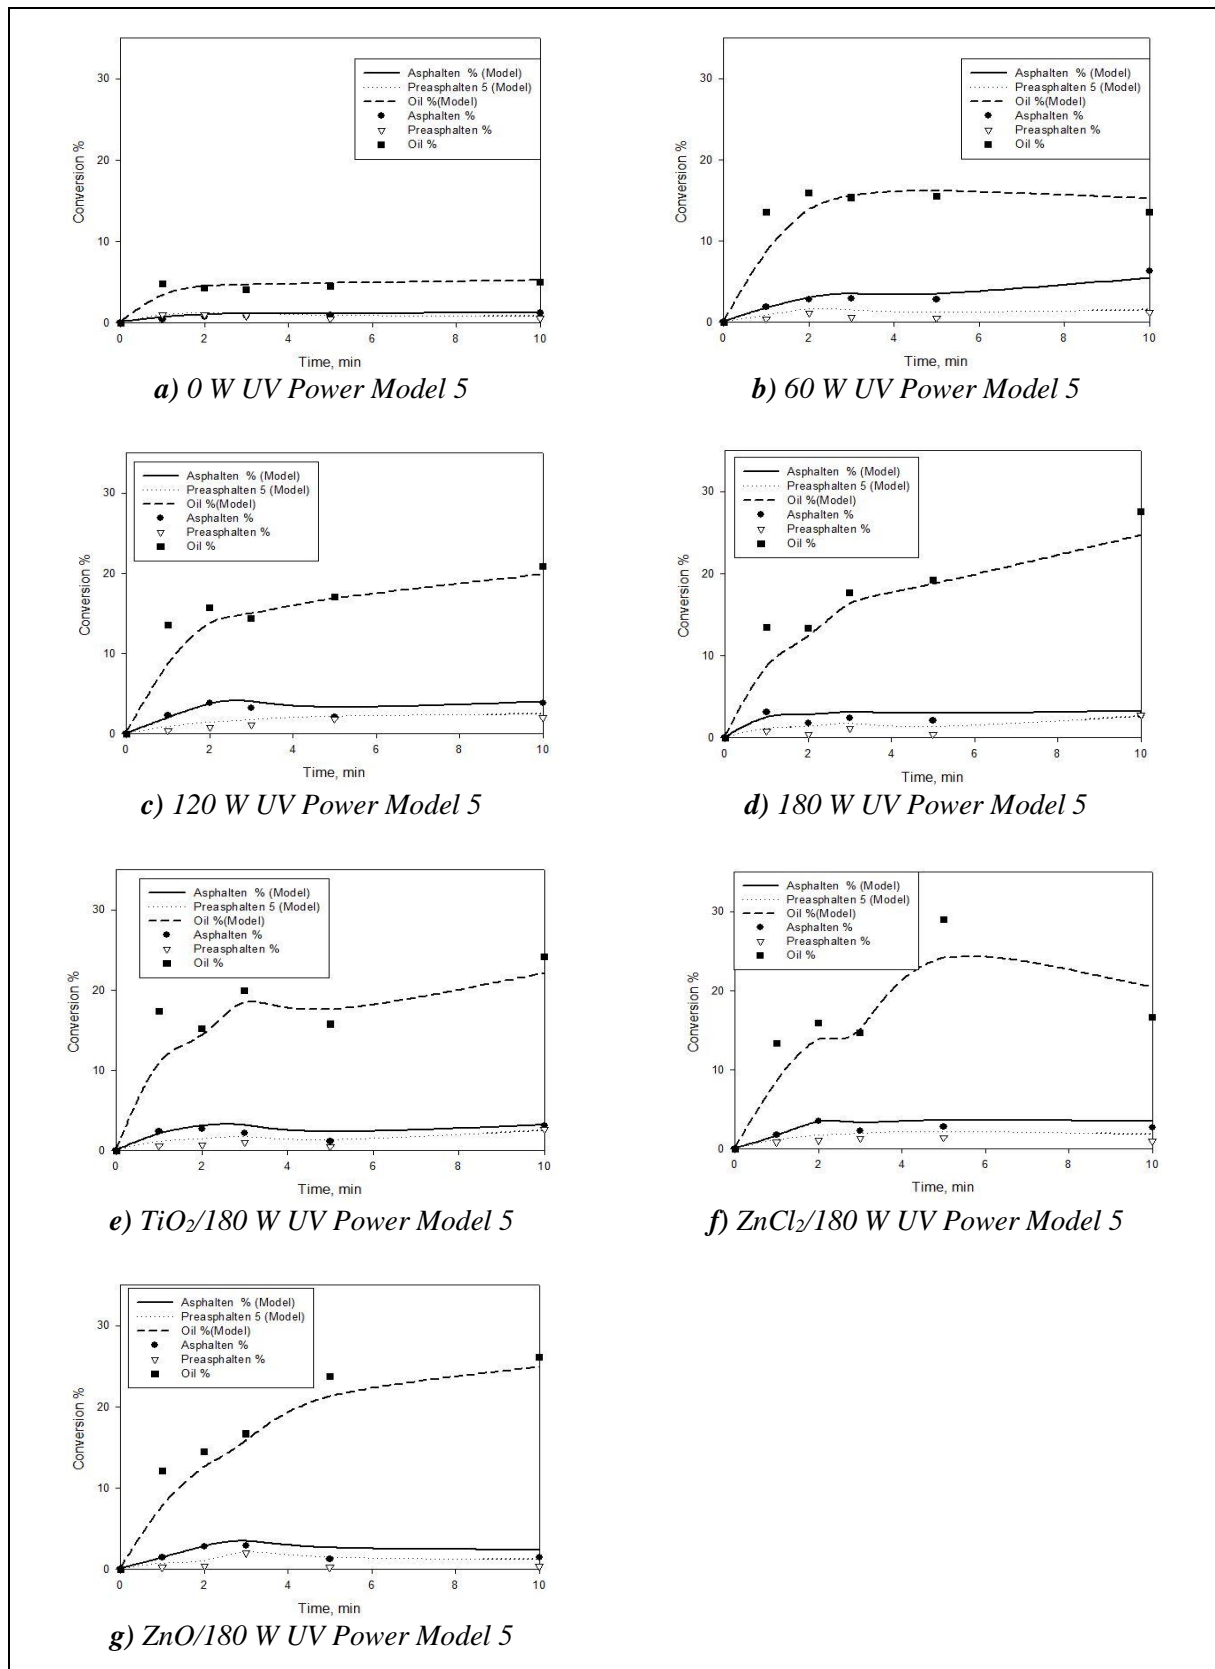 Conversion %
30
20
10
0
Asphalten % (Model)
Preasphalten 5 (Model)
Oil %(Model)
Asphalten %
Preasphalten %
Oil %
0 2 4 6 8 10
Time, min
a) 0 W UV Power Model 5
Conversion %
30
20
10
0
Asphalten % (Model)
Preasphalten 5 (Model)
Oil %(Model)
Asphalten %
Preasphalten %
Oil %
0 2 4 6 8 10
Time, min
b) 60 W UV Power Model 5
Conversion %
30
20
10
0
Asphalten % (Model)
Preasphalten 5 (Model)
Oil %(Model)
Asphalten %
Preasphalten %
Oil %
0 2 4 6 8 10
Time, min
c) 120 W UV Power Model 5
Conversion %
30
20
10
0
Asphalten % (Model)
Preasphalten 5 (Model)
Oil %(Model)
Asphalten %
Preasphalten %
Oil %
0 2 4 6 8 10
Time, min
d) 180 W UV Power Model 5
Conversion %
30
20
10
0
Asphalten % (Model)
Preasphalten 5 (Model)
Oil %(Model)
Asphalten %
Preasphalten %
Oil %
0 2 4 6 8 10
Time, min
e) TiO₂/180 W UV Power Model 5
Conversion %
30
20
10
0
Asphalten % (Model)
Preasphalten 5 (Model)
Oil %(Model)
Asphalten %
Preasphalten %
Oil %
0 2 4 6 8 10
Time, min
f) ZnCl₂/180 W UV Power Model 5
Conversion %
30
20
10
0
Asphalten % (Model)
Preasphalten 5 (Model)
Oil %(Model)
Asphalten %
Preasphalten %
Oil %
0 2 4 6 8 10
Time, min
g) ZnO/180 W UV Power Model 5